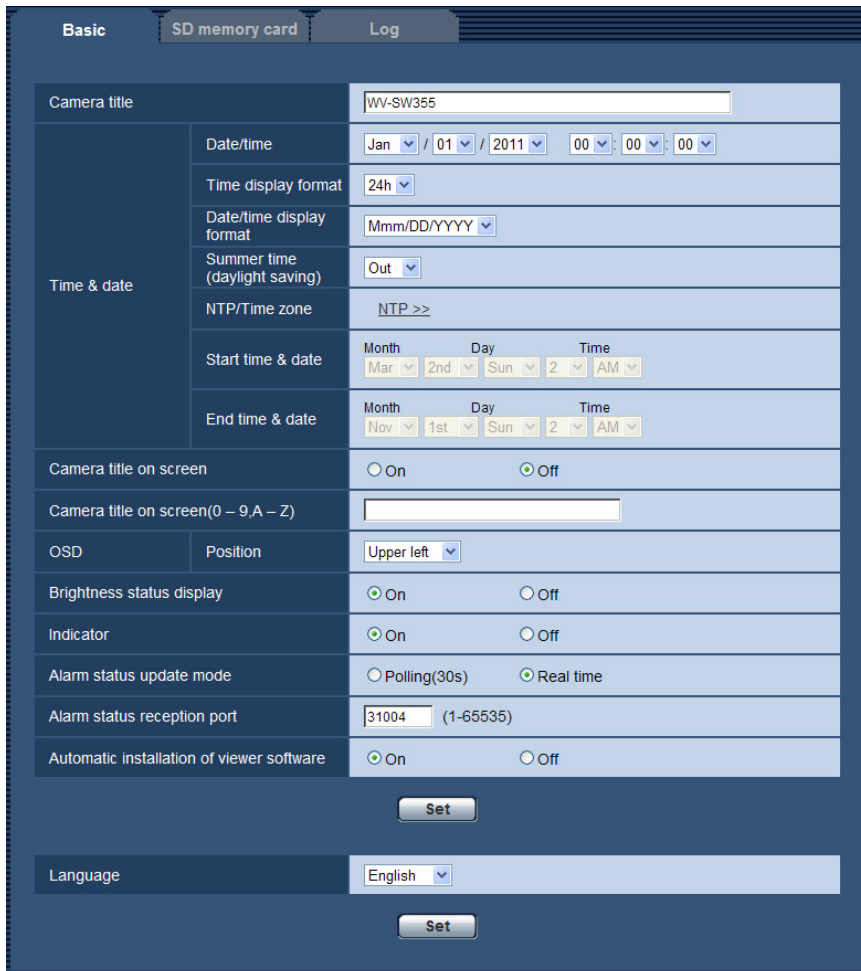 Basic SD memory card Log
Camera title WV-SW355
Time & date
Date/time Jan / 01 / 2011 00 : 00 : 00
Time display format 24h
Date/time display
format Mmm/DD/YYYY
Summer time
(daylight saving) Out
NTP/Time zone NTP >>
Start time & date
Month Day Time
Mar 2nd Sun 2 AM
End time & date
Month Day Time
Nov 1st Sun 2 AM
Camera title on screen On Off
Camera title on screen(0 – 9,A – Z)
OSD Position Upper left
Brightness status display On Off
Indicator On Off
Alarm status update mode Polling(30s) Real time
Alarm status reception port 31004 (1-65535)
Automatic installation of viewer software On Off
Set
Language English
Set